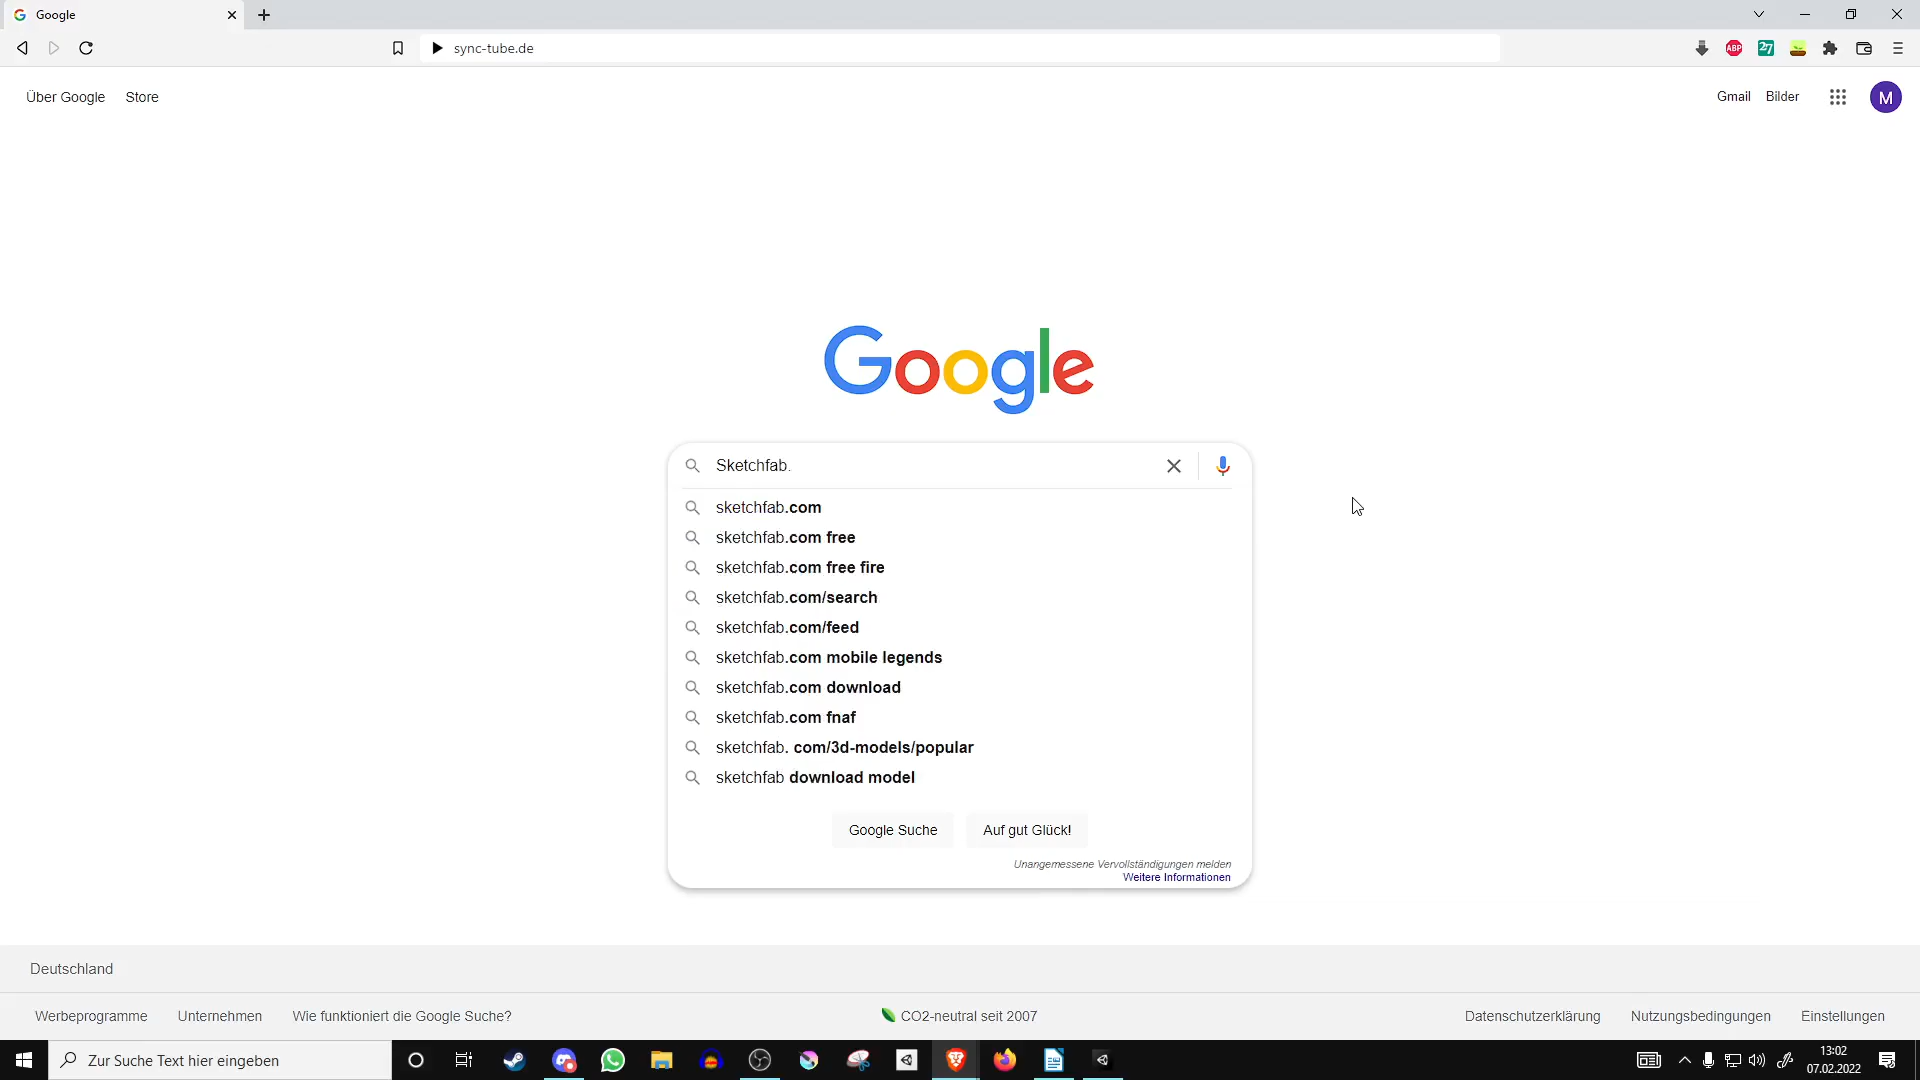 Google
sync-tube.de
ABP
27
Über Google Store
Gmail Bilder
M
Google
Sketchfab.
sketchfab.com
sketchfab.com free
sketchfab.com free fire
sketchfab.com/search
sketchfab.com/feed
sketchfab.com mobile legends
sketchfab.com download
sketchfab.com fnaf
sketchfab. com/3d-models/popular
sketchfab download model
Google Suche Auf gut Glück!
Unangemessene Vervollständigungen melden
Weitere Informationen
Deutschland
Werbeprogramme Unternehmen Wie funktioniert die Google Suche? CO2-neutral seit 2007 Datenschutzerklärung Nutzungsbedingungen Einstellungen
Zur Suche Text hier eingeben
13:02
07.02.2022